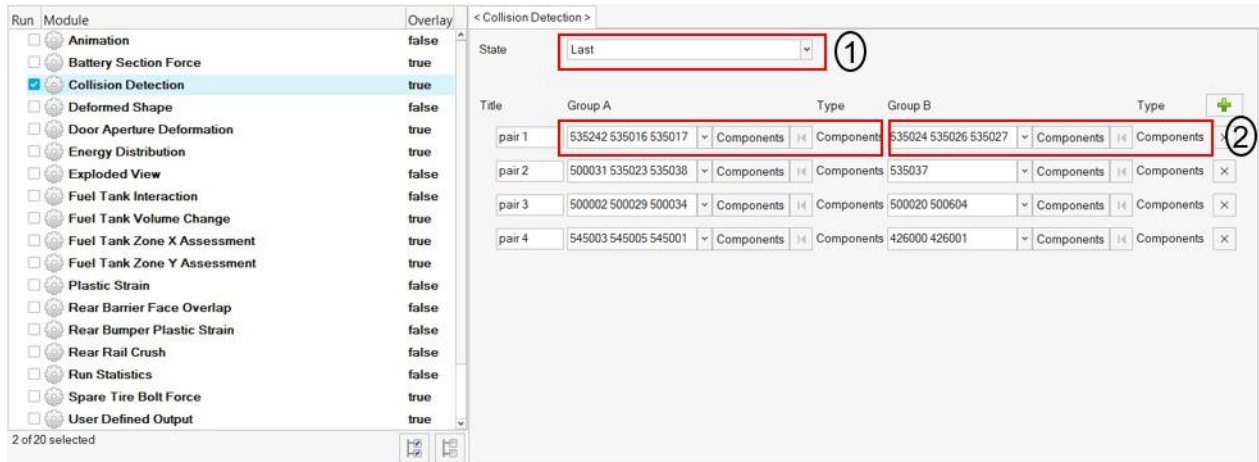 Run Module Overlay
Animation false
Battery Section Force true
Collision Detection true
Deformed Shape false
Door Aperture Deformation true
Energy Distribution true
Exploded View false
Fuel Tank Interaction false
Fuel Tank Volume Change true
Fuel Tank Zone X Assessment true
Fuel Tank Zone Y Assessment true
Plastic Strain false
Rear Barrier Face Overlap false
Rear Bumper Plastic Strain false
Rear Rail Crush false
Run Statistics false
Spare Tire Bolt Force true
User Defined Output true
2 of 20 selected
< Collision Detection >
State Last 1
Title Group A Type Group B Type
pair 1 535242 535016 535017 Components Components 535024 535026 535027 Components Components 2
pair 2 500031 535023 535038 Components Components 535037 Components Components ×
pair 3 500002 500029 500034 Components Components 500020 500604 Components Components ×
pair 4 545003 545005 545001 Components Components 426000 426001 Components Components ×